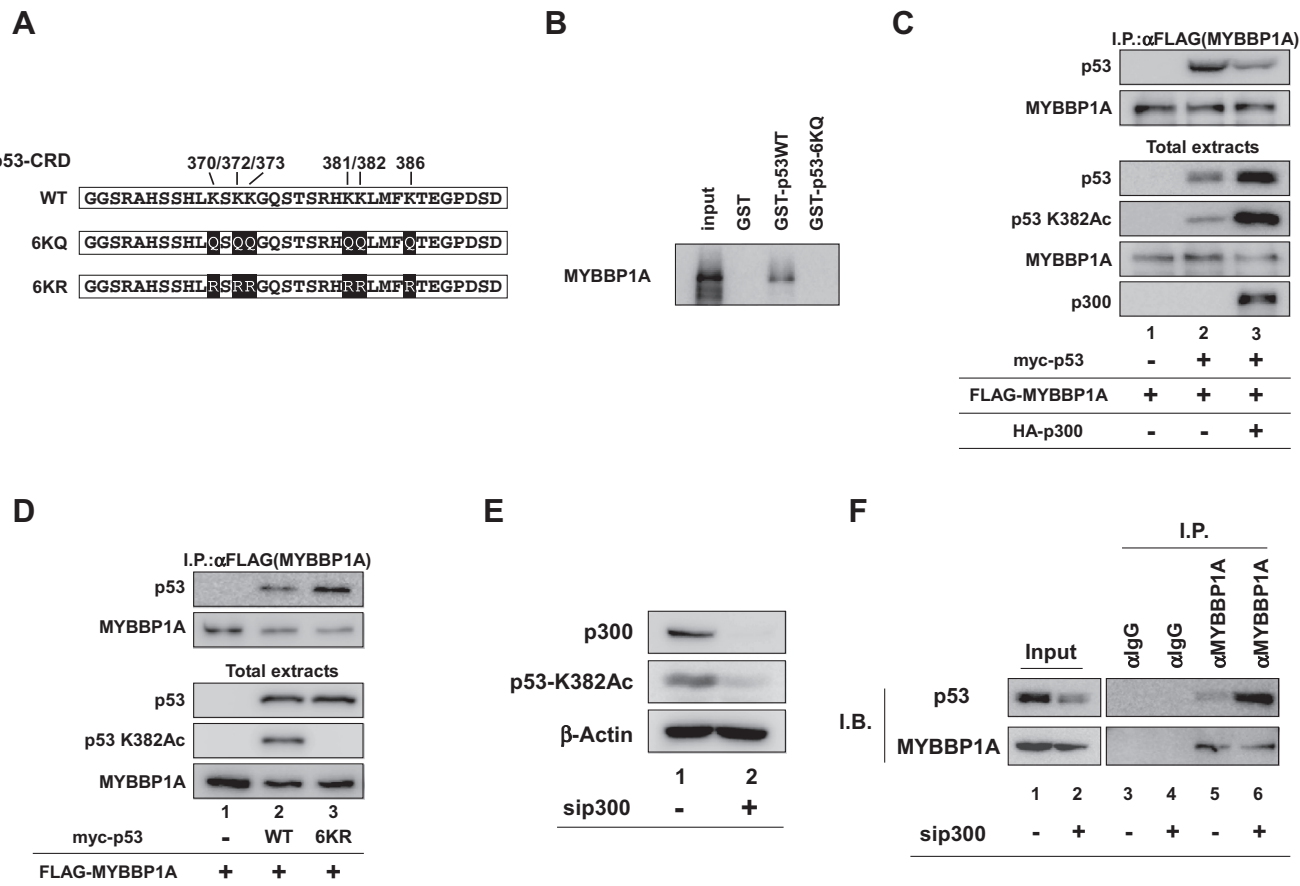 A
p53-CRD
370/372/373 381/382 386
WT GGSRAHSSHLKSKKGQSTSRHKKLMFKTEGPDSD
6KQ GGSRAHSSHLQSQQGQSTSRHQQLMFQTEGPDSD
6KR GGSRAHSSHLRSRRGQSTSRHRRLMFRTEGPDSD
B
input
GST
GST-p53WT
GST-p53-6KQ
MYBBP1A
C
I.P.:αFLAG(MYBBP1A)
p53
MYBBP1A
Total extracts
p53
p53 K382Ac
MYBBP1A
p300
1 2 3
myc-p53 - + +
FLAG-MYBBP1A + + +
HA-p300 - - +
D
I.P.:αFLAG(MYBBP1A)
p53
MYBBP1A
Total extracts
p53
p53 K382Ac
MYBBP1A
1 2 3
myc-p53 - WT 6KR
FLAG-MYBBP1A + + +
E
p300
p53-K382Ac
β-Actin
1 2
sip300 - +
F
I.P.
Input
αIgG
αIgG
αMYBBP1A
αMYBBP1A
I.B.
p53
MYBBP1A
1 2 3 4 5 6
sip300 - + - + - +